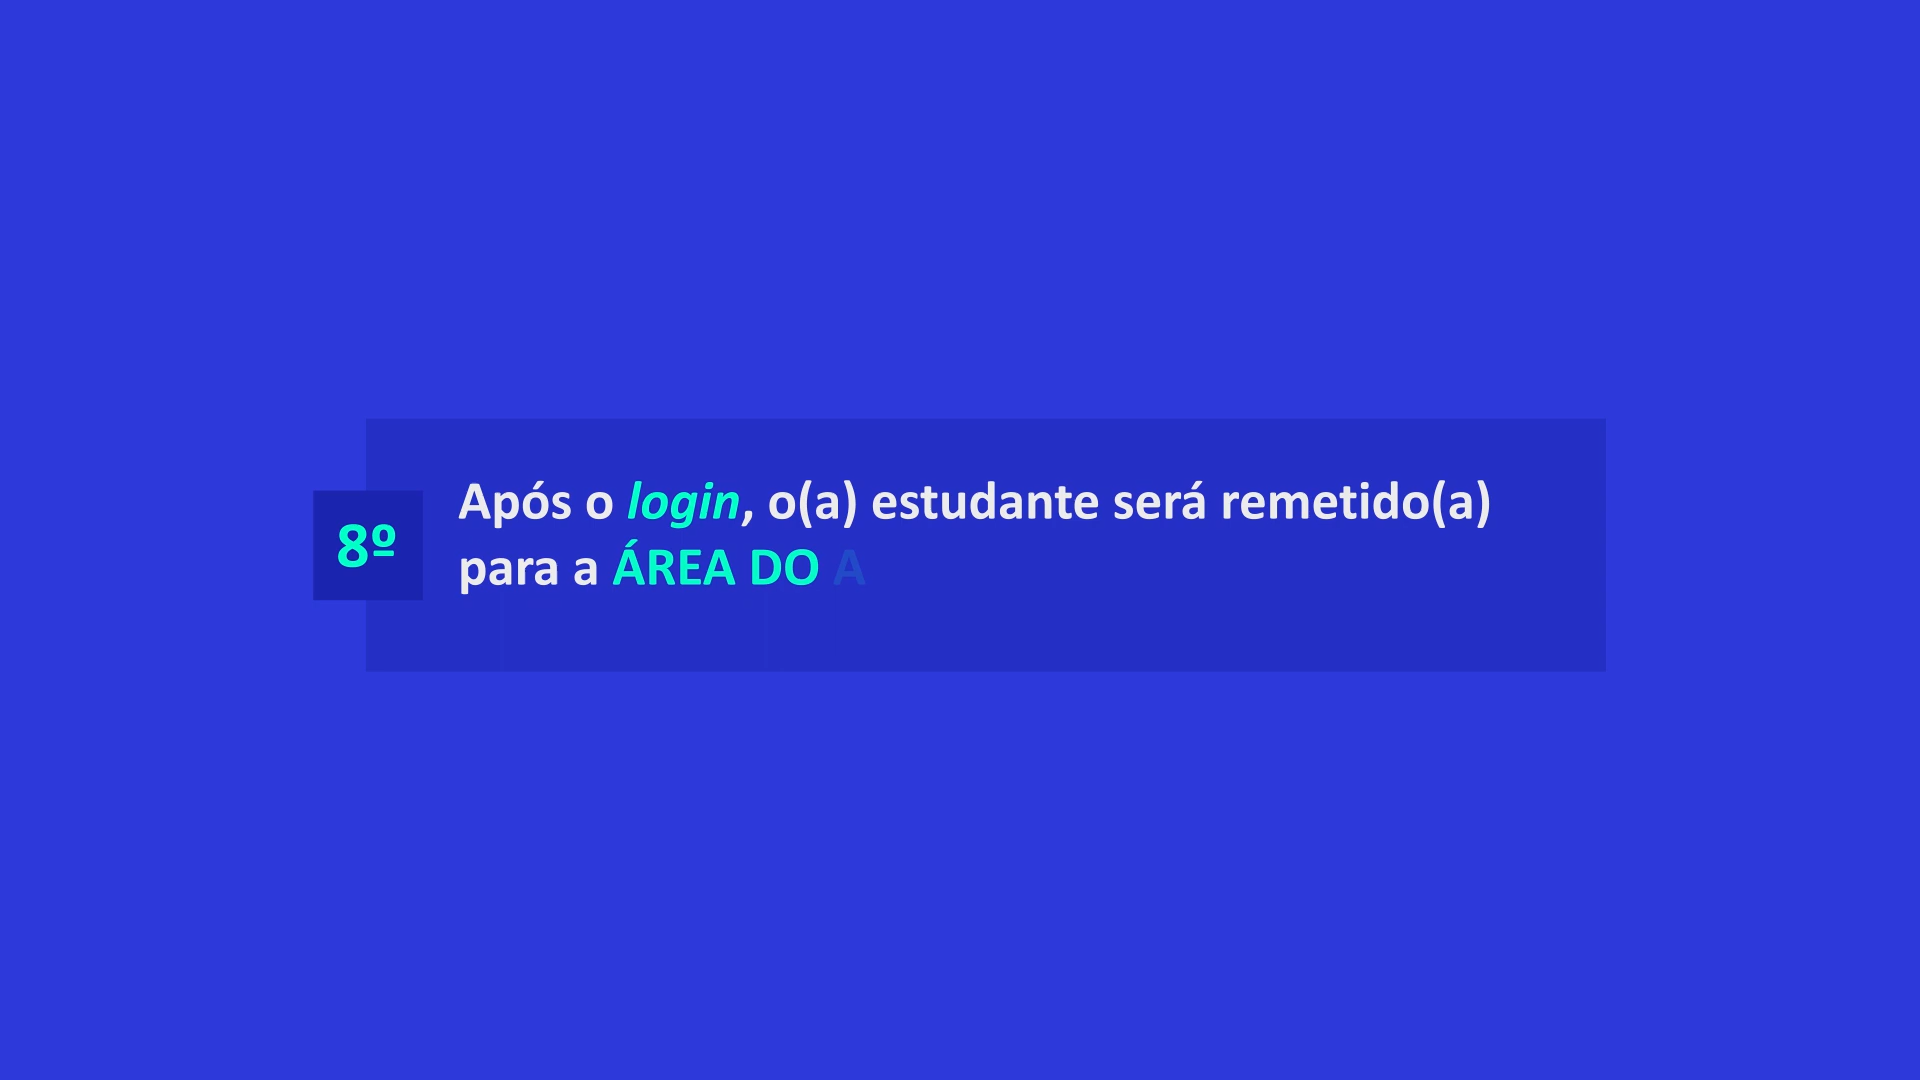 8º
Após o login, o(a) estudante será remetido(a)
para a ÁREA DO A